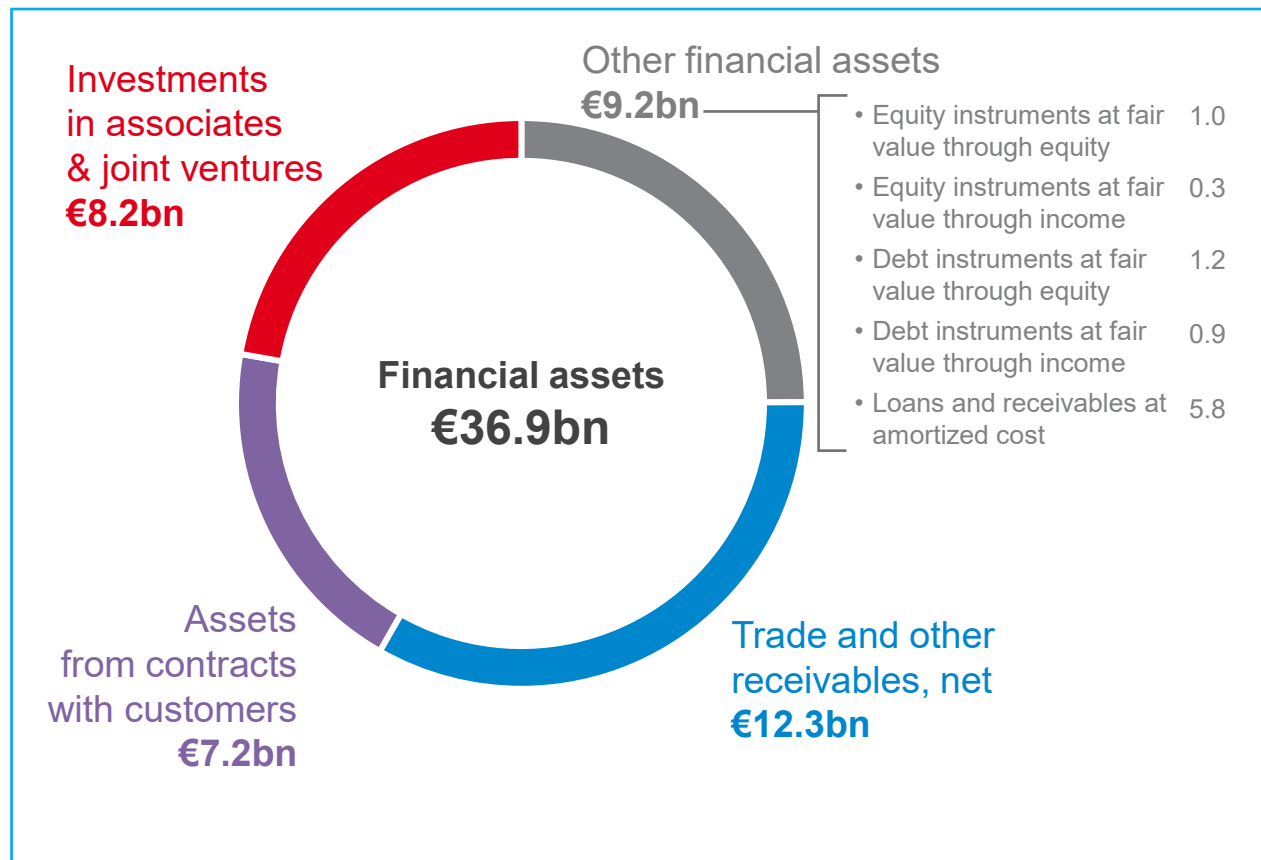 Investments
in associates
& joint ventures
€8.2bn
Other financial assets
€9.2bn
• Equity instruments at fair 1.0
value through equity
• Equity instruments at fair 0.3
value through income
• Debt instruments at fair 1.2
value through equity
• Debt instruments at fair 0.9
value through income
• Loans and receivables at 5.8
amortized cost
Financial assets
€36.9bn
Assets
from contracts
with customers
€7.2bn
Trade and other
receivables, net
€12.3bn